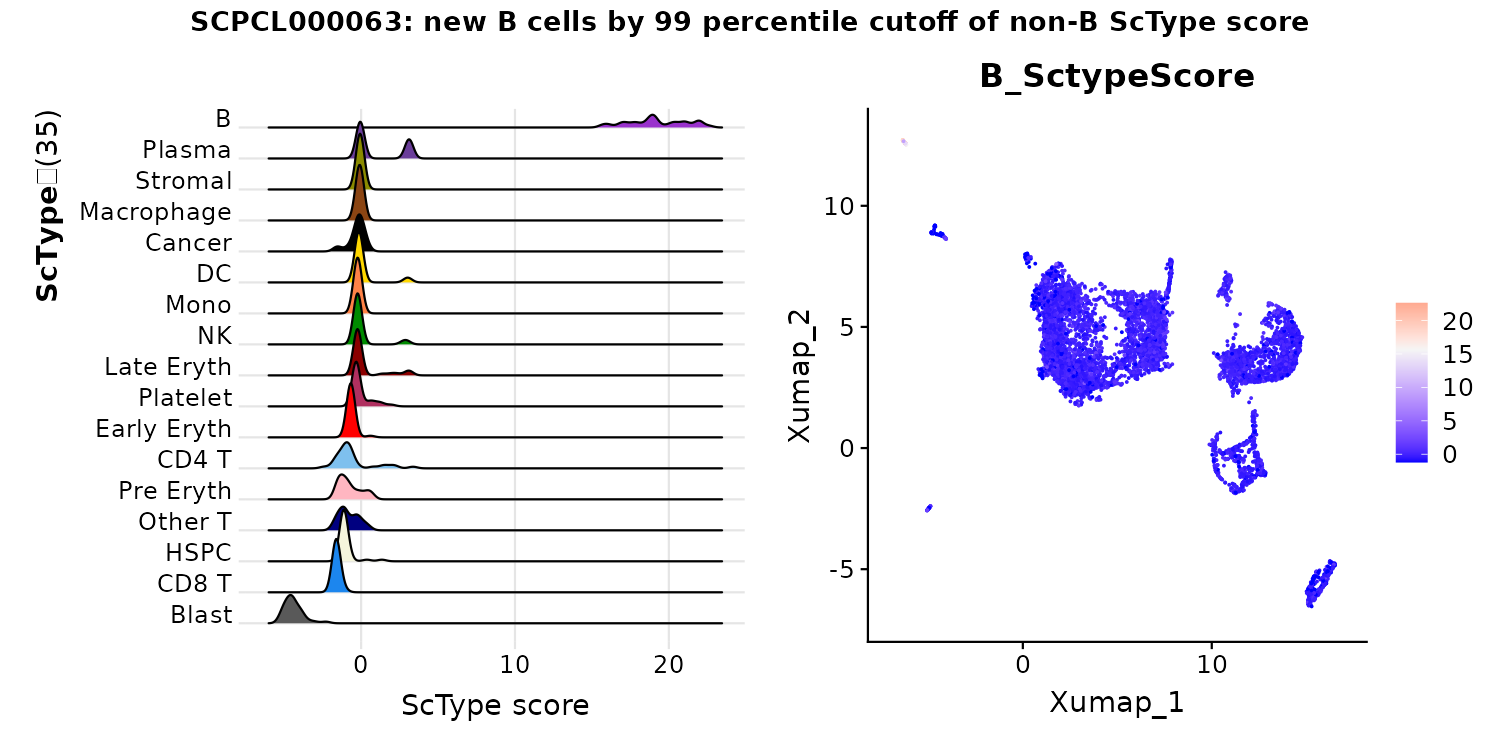 SCPCL000063: new B cells by 99 percentile cutoff of non-B ScType score
ScType□(35)
B
Plasma
Stromal
Macrophage
Cancer
DC
Mono
NK
Late Eryth
Platelet
Early Eryth
CD4 T
Pre Eryth
Other T
HSPC
CD8 T
Blast
0 10 20
ScType score
B_SctypeScore
Xumap_2
10
5
0
-5
0 10
Xumap_1
20
15
10
5
0